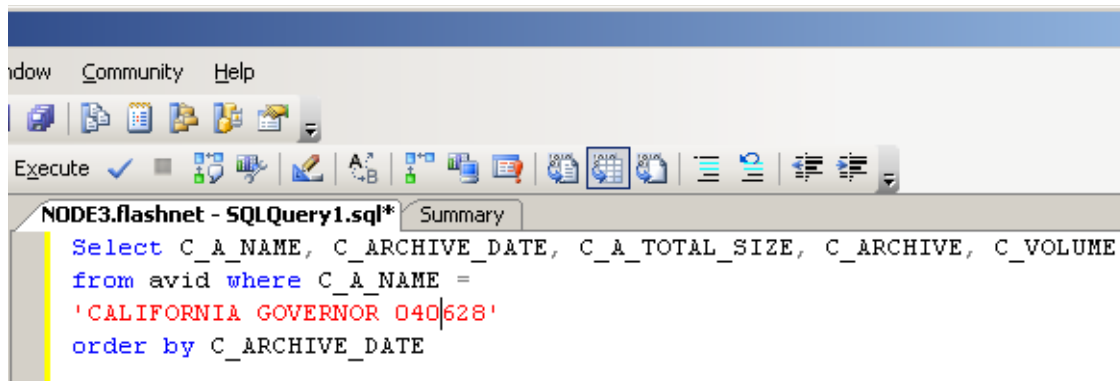 ndow Community Help
Execute
NODE3.flashnet - SQLQuery1.sql* Summary
Select C_A_NAME, C_ARCHIVE_DATE, C_A_TOTAL_SIZE, C_ARCHIVE, C_VOLUME
from avid where C_A_NAME =
'CALIFORNIA GOVERNOR 040628'
order by C_ARCHIVE_DATE